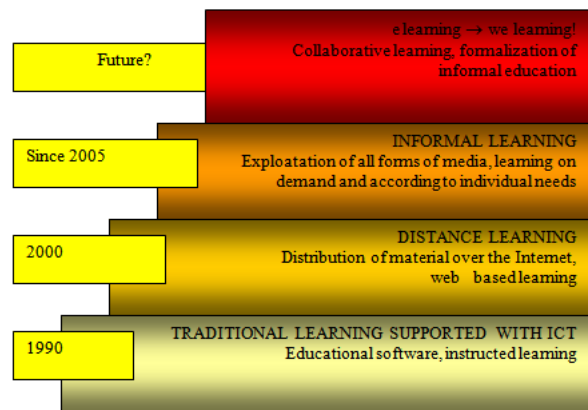 Future?
e learning → we learning!
Collaborative learning, formalization of
informal education
Since 2005
INFORMAL LEARNING
Exploatation of all forms of media, learning on
demand and according to individual needs
2000
DISTANCE LEARNING
Distribution of material over the Internet,
web based learning
1990
TRADITIONAL LEARNING SUPPORTED WITH ICT
Educational software, instructed learning